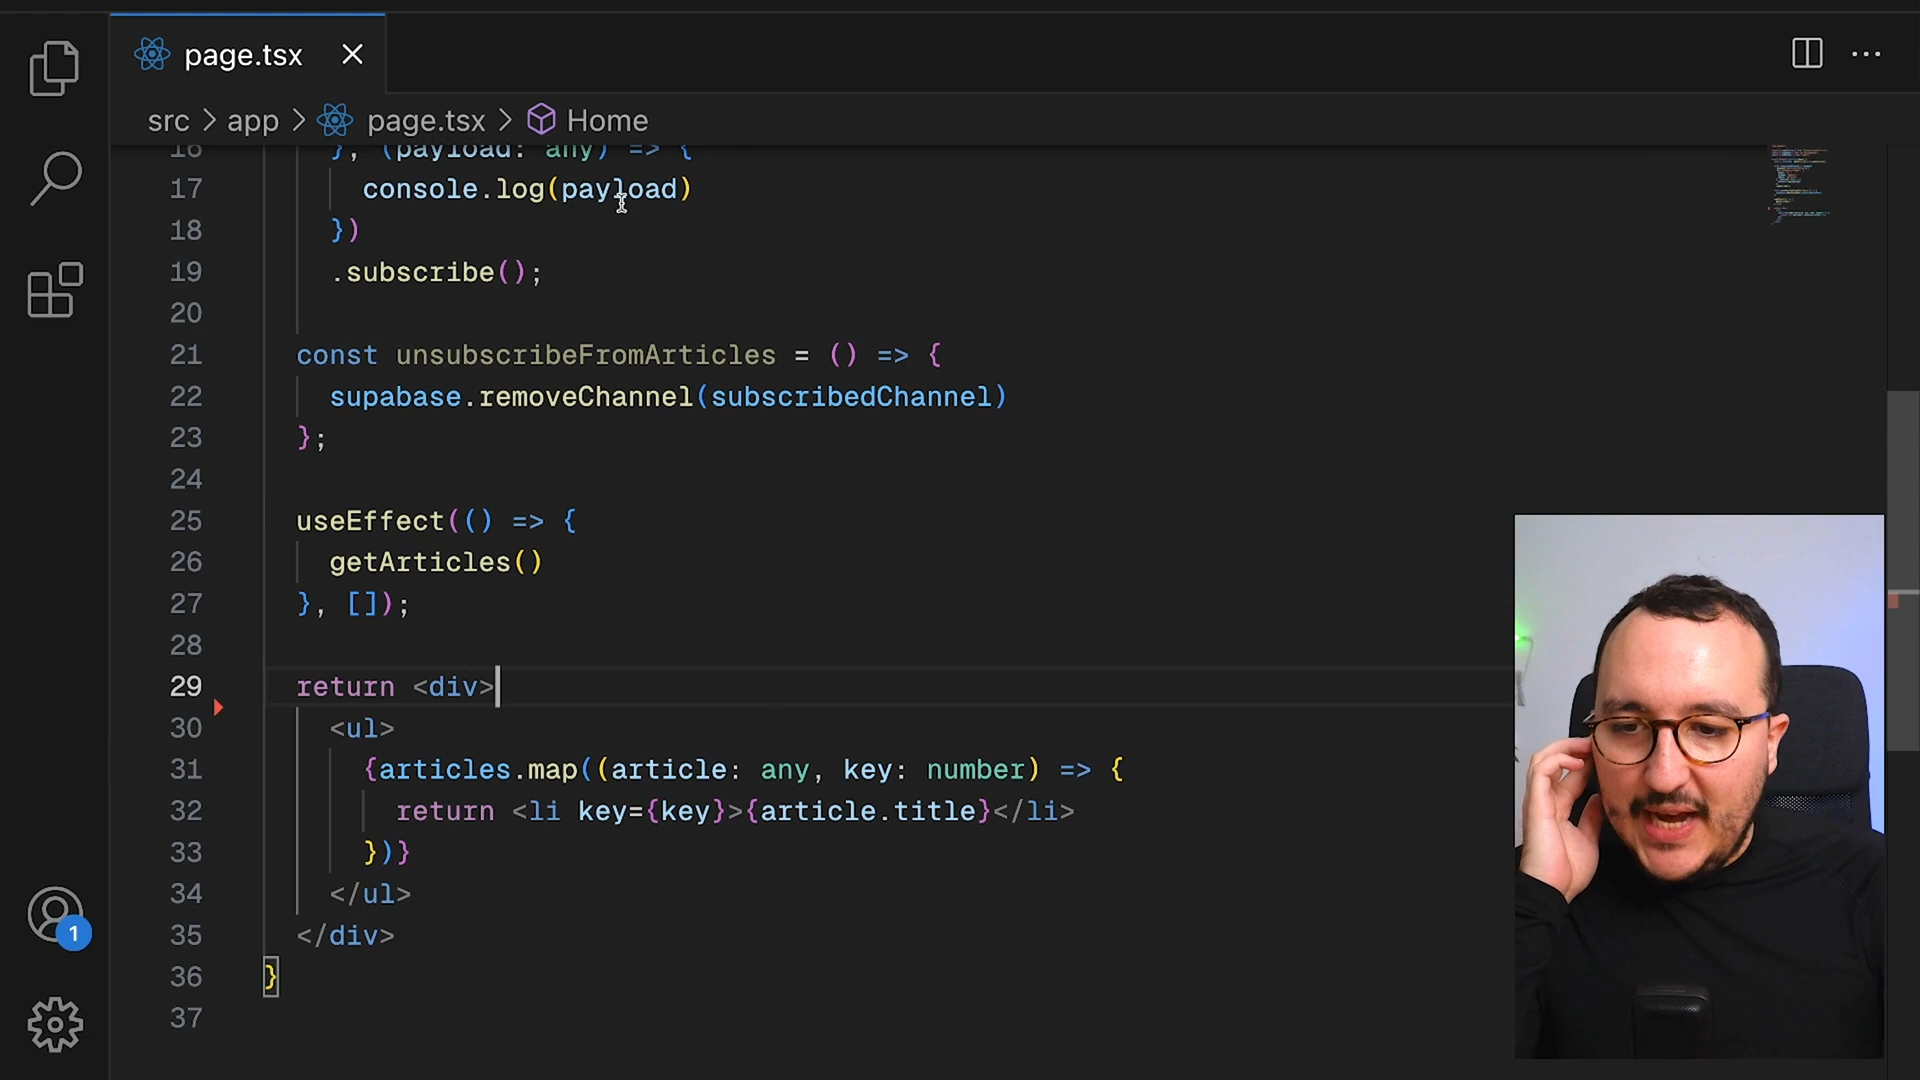 page.tsx
src > app > page.tsx > Home
16 }, (payload: any) => {
17 console.log(payload)
18 })
19 .subscribe();
20
21 const unsubscribeFromArticles = () => {
22 supabase.removeChannel(subscribedChannel)
23 };
24
25 useEffect(() => {
26 getArticles()
27 }, []);
28
29 return <div>
30 <ul>
31 {articles.map((article: any, key: number) => {
32 return <li key={key}>{article.title}</li>
33 })}
34 </ul>
35 </div>
36 }
37
1